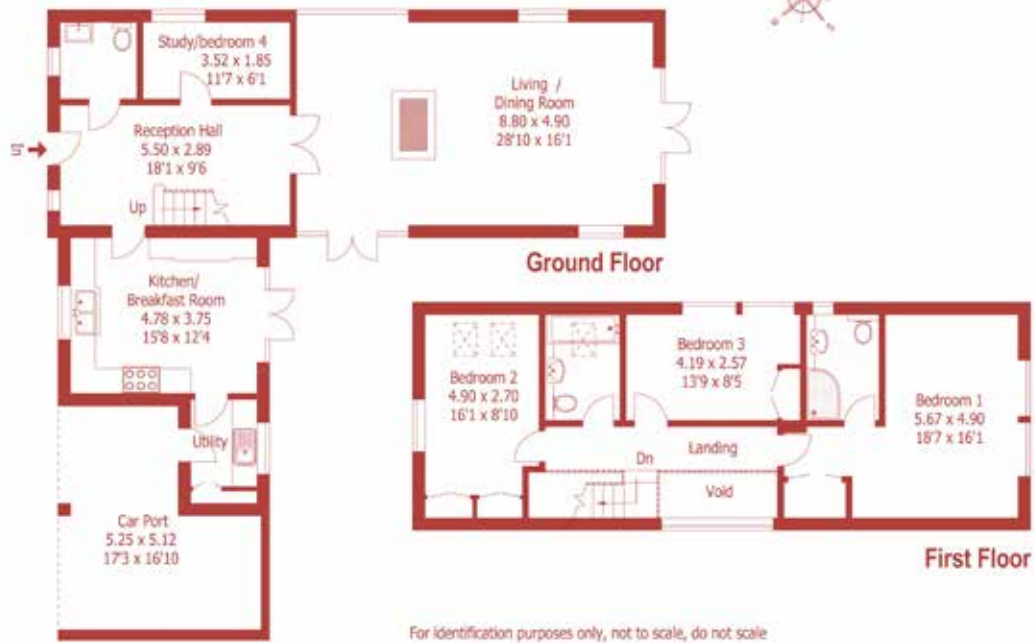 Study/bedroom 4
3.52 x 1.85
11'7 x 6'1
Living /
Dining Room
8.80 x 4.90
28'10 x 16'1
Reception Hall
5.50 x 2.89
18'1 x 9'6
In
Up
Ground Floor
Kitchen/
Breakfast Room
4.78 x 3.75
15'8 x 12'4
Utility
Car Port
5.25 x 5.12
17'3 x 16'10
Bedroom 2
4.90 x 2.70
16'1 x 8'10
Bedroom 3
4.19 x 2.57
13'9 x 8'5
Bedroom 1
5.67 x 4.90
18'7 x 16'1
Landing
Dn
Void
First Floor
For identification purposes only, not to scale, do not scale